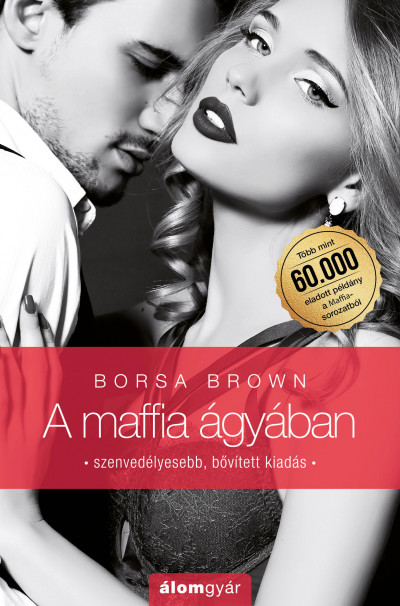 Több mint
60.000
eladott példány
a Maffia-
sorozatból
BORSA BROWN
A maffia ágyában
• szenvedélyesebb, bővített kiadás •
álomgyár